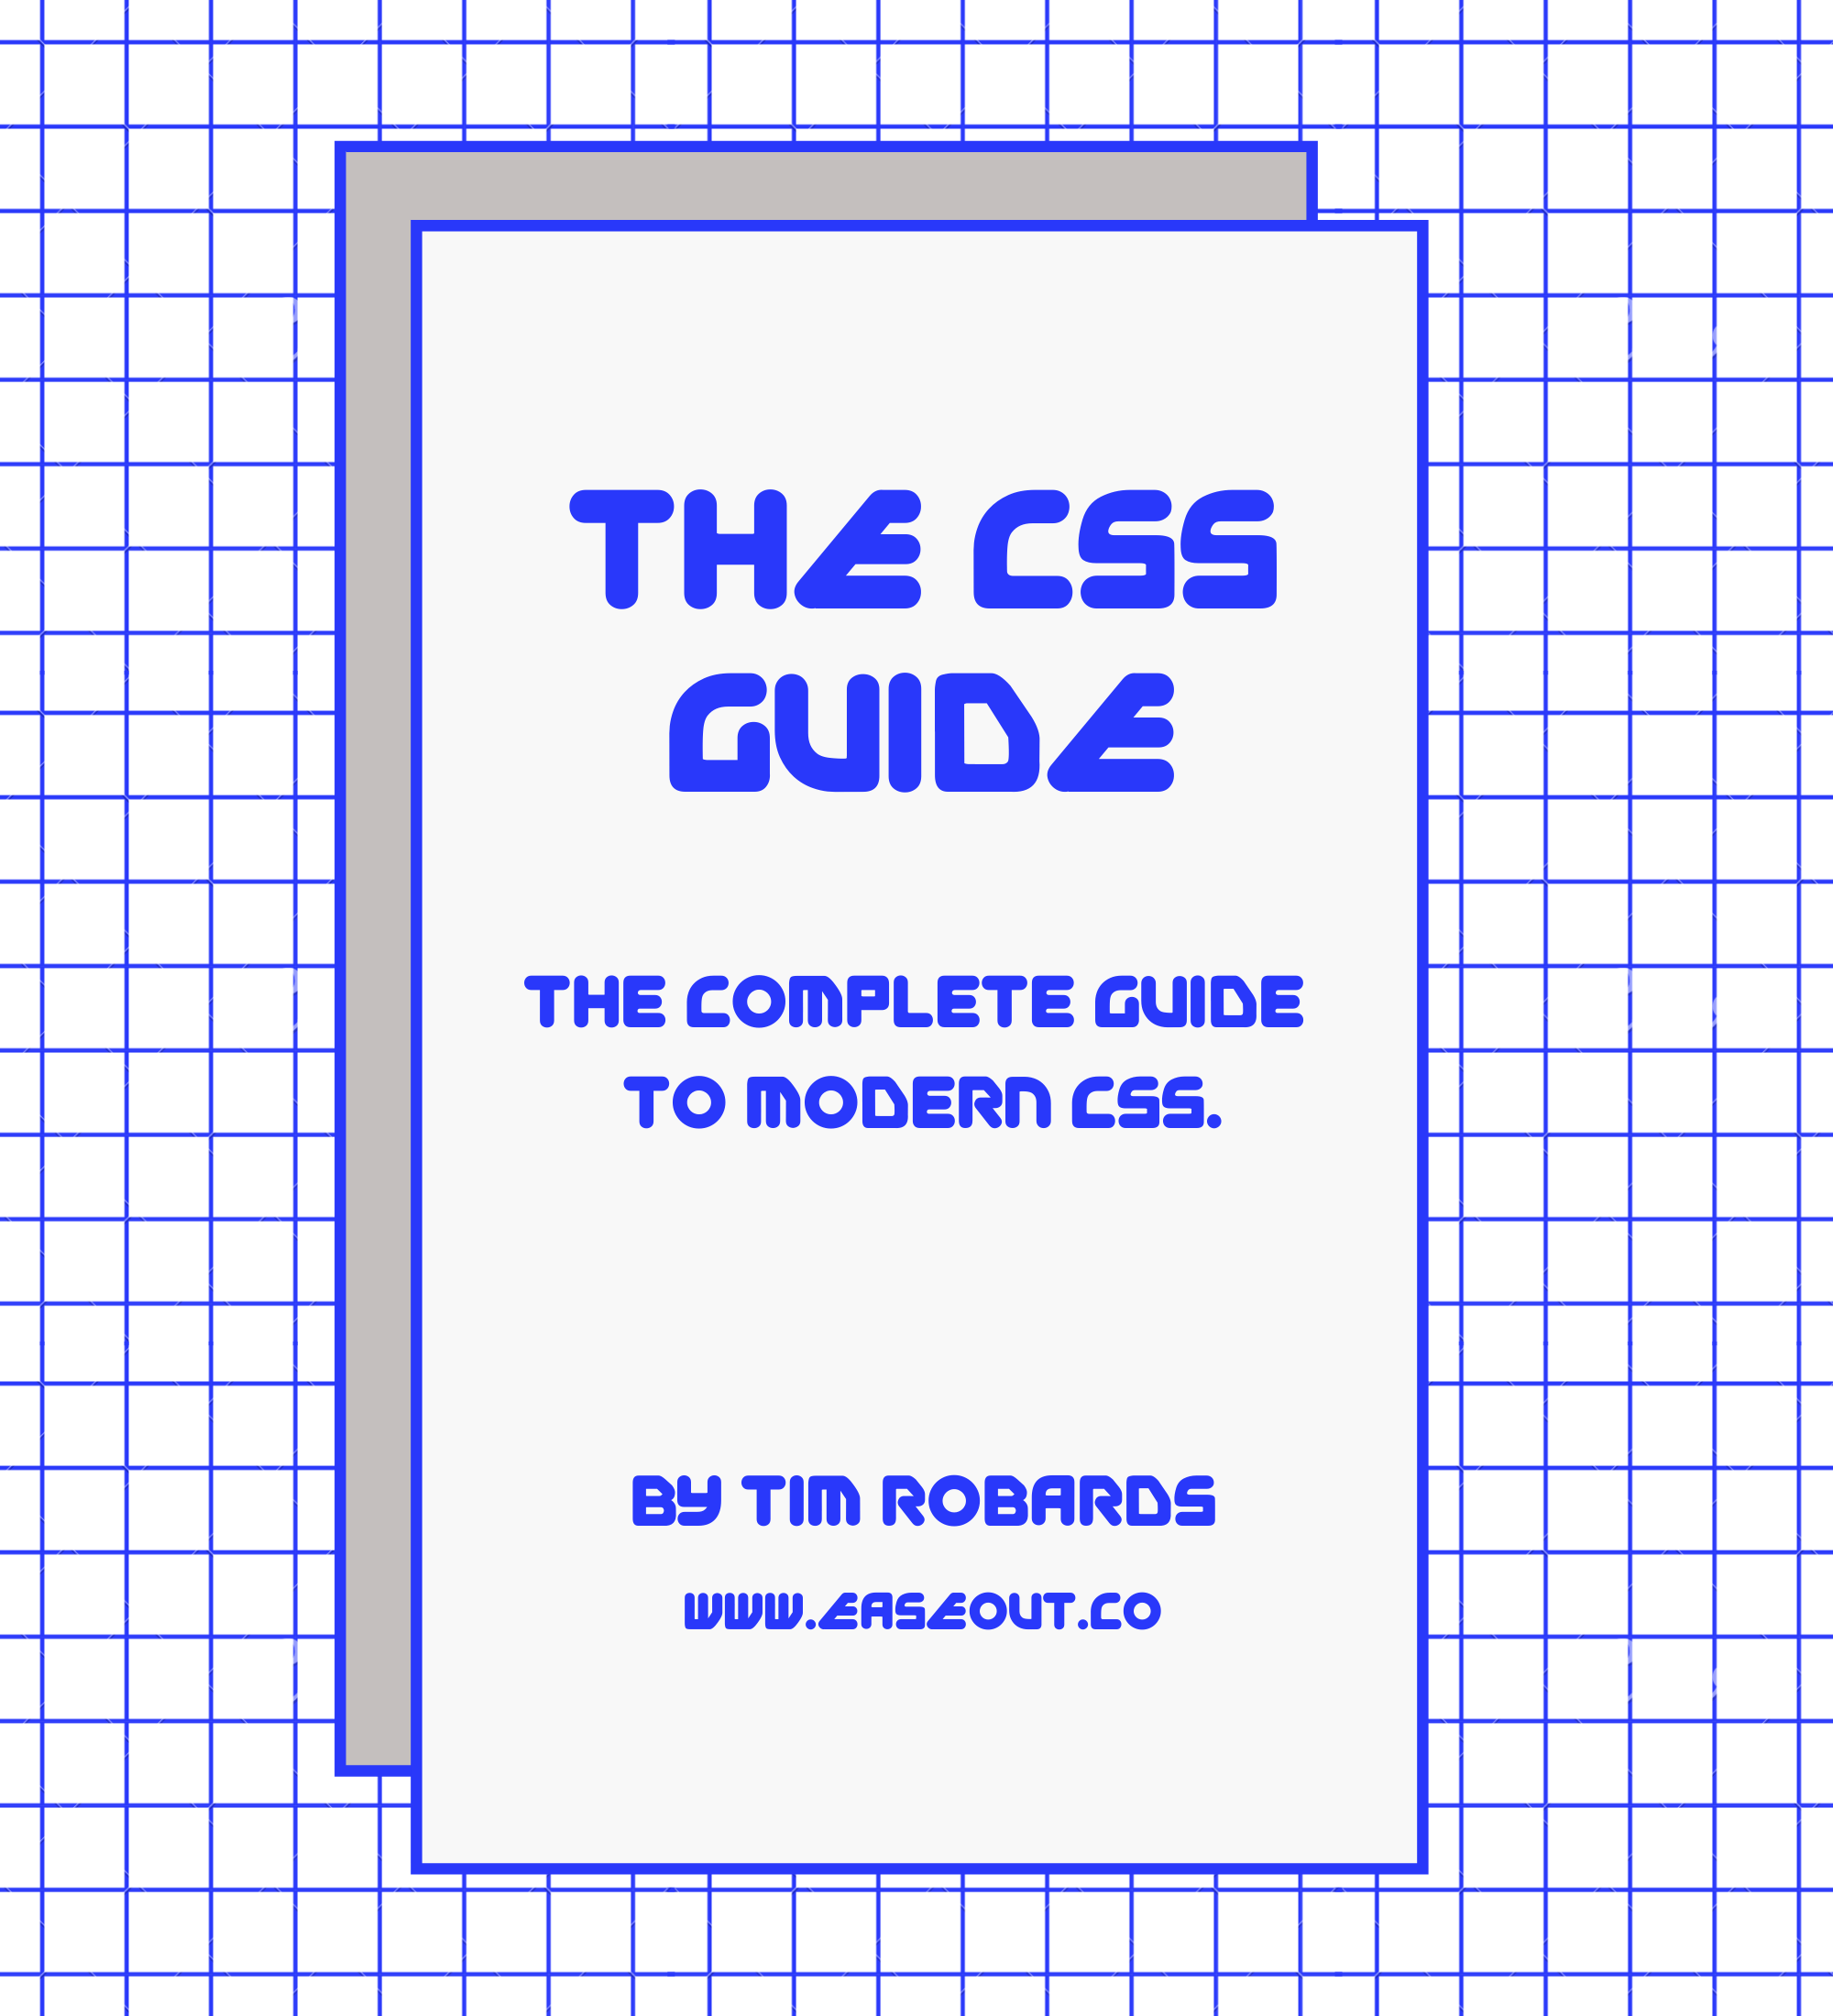 THE CSS
GUIDE
THE COMPLETE GUIDE
TO MODERN CSS.
BY TIM ROBARDS
WWW.EASEOUT.CO